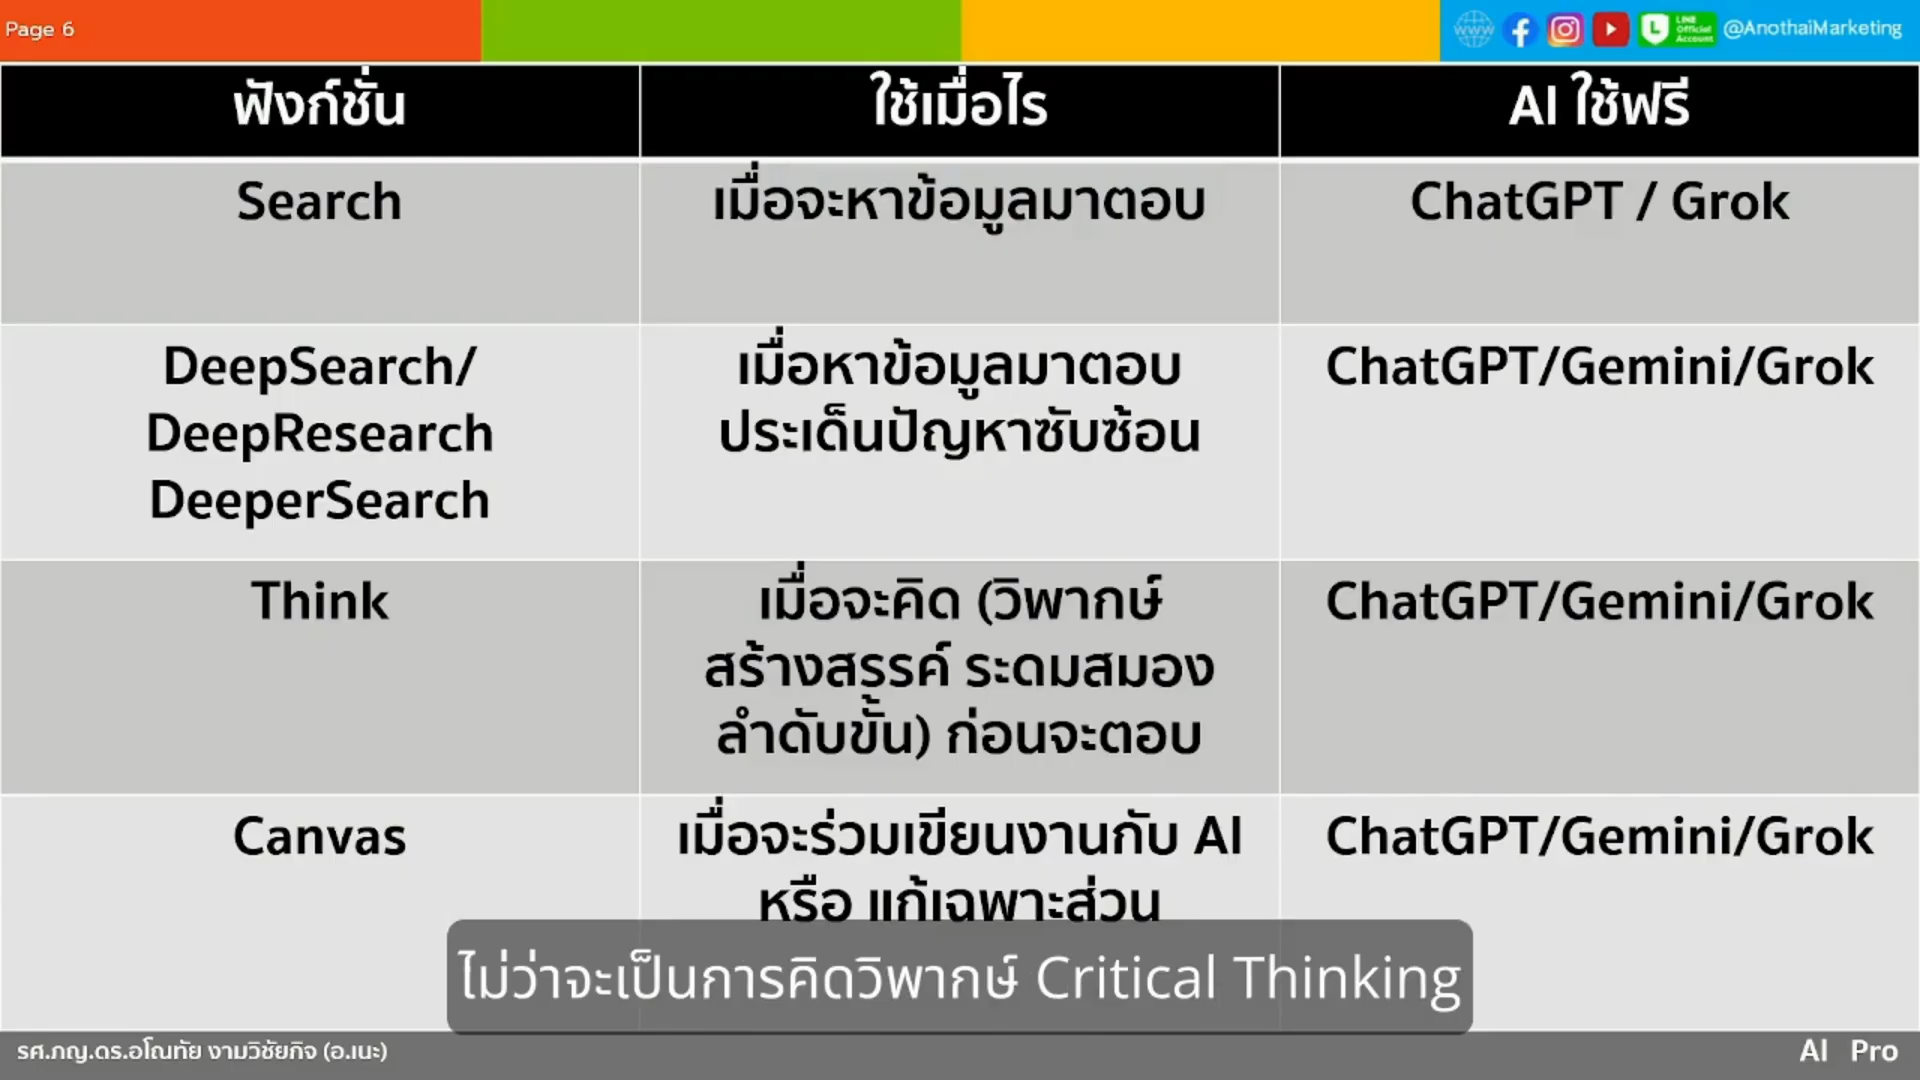 Page 6
www
LINE Official Account
@AnothaiMarketing
ฟังก์ชั่น
ใช้เมื่อไร
AI ใช้ฟรี
Search
เมื่อจะหาข้อมูลมาตอบ
ChatGPT / Grok
DeepSearch/
DeepResearch
DeeperSearch
เมื่อหาข้อมูลมาตอบ
ประเด็นปัญหาซับซ้อน
ChatGPT/Gemini/Grok
Think
เมื่อจะคิด (วิพากษ์
สร้างสรรค์ ระดมสมอง
ลำดับขั้น) ก่อนจะตอบ
ChatGPT/Gemini/Grok
Canvas
เมื่อจะร่วมเขียนงานกับ AI
หรือ แก้เฉพาะส่วน
ChatGPT/Gemini/Grok
ไม่ว่าจะเป็นการคิดวิพากษ์ Critical Thinking
รศ.ภญ.ดร.อโณทัย งามวิชัยกิจ (อ.เนะ)
AI Pro